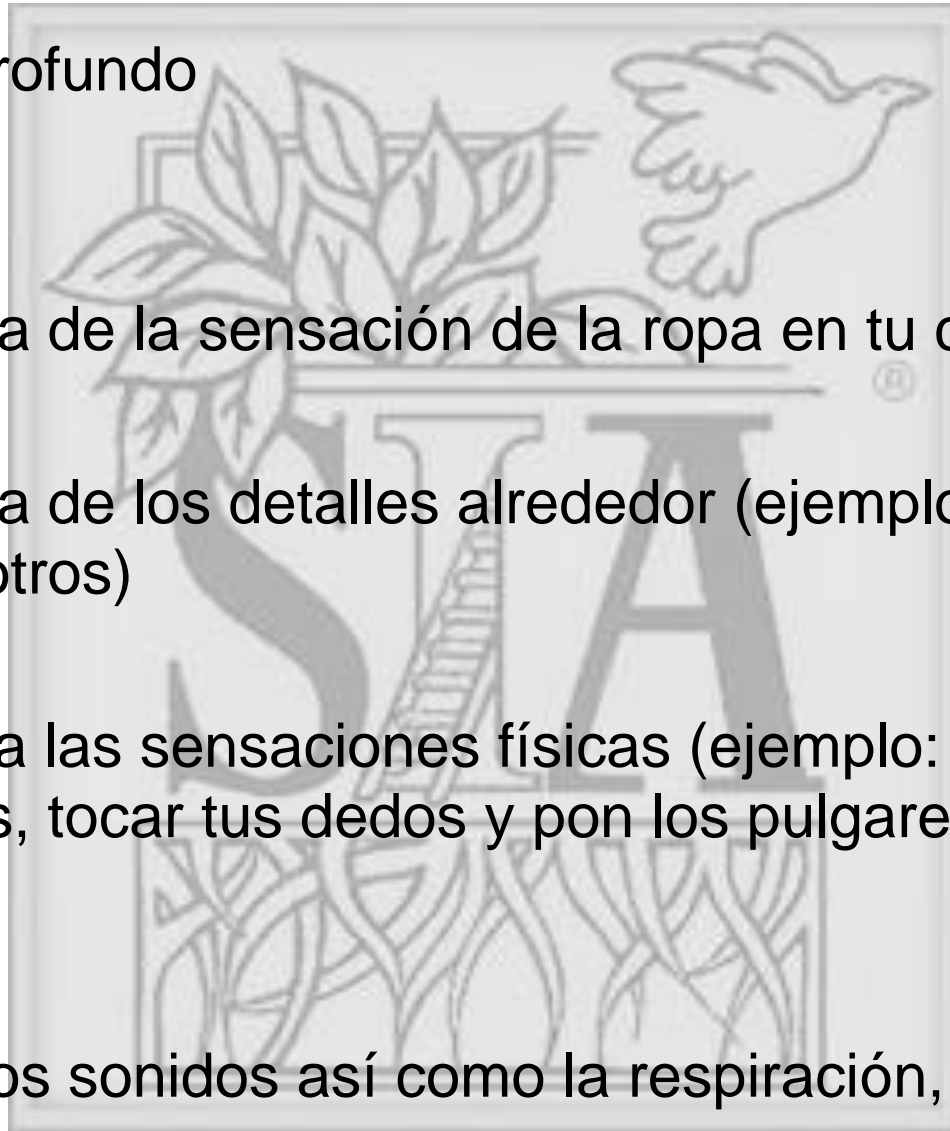 rofundo
a de la sensación de la ropa en tu c
a de los detalles alrededor (ejemplo
otros)
®
SIA
a las sensaciones físicas (ejemplo:
s, tocar tus dedos y pon los pulgare
os sonidos así como la respiración,